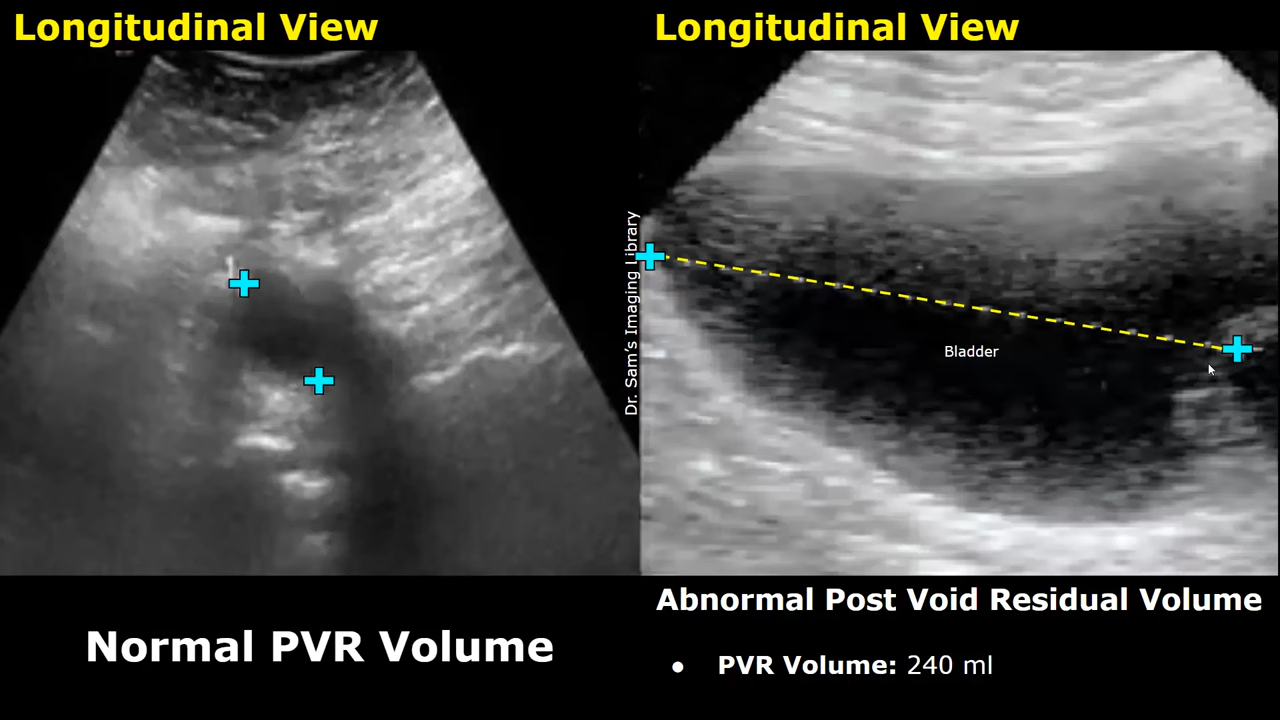 Longitudinal View
Longitudinal View
Dr. Sam's Imaging Library
Bladder
Normal PVR Volume
Abnormal Post Void Residual Volume
● PVR Volume: 240 ml